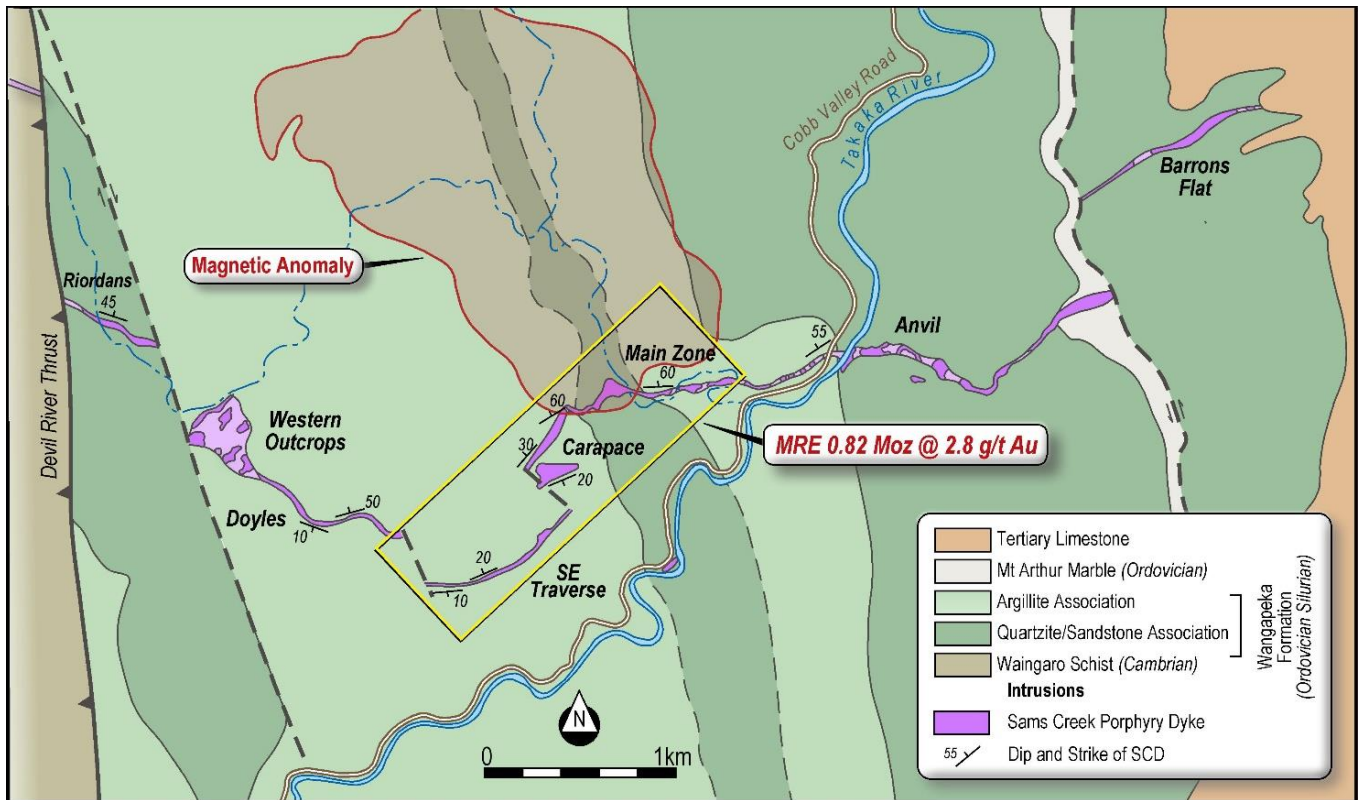 Cobb Valley Road
Takaka River
Barrons
Flat
Magnetic Anomaly
Riordans
45
Devil River Thrust
Western
Outcrops
Main Zone
60
55
Anvil
60
30
Carapace
20
MRE 0.82 Moz @ 2.8 g/t Au
Doyles
10
50
20
10
SE
Traverse
N
0
1km
Tertiary Limestone
Mt Arthur Marble (Ordovician)
Argillite Association
Quartzite/Sandstone Association
Waingaro Schist (Cambrian)
Wangapeka
Formation
(Ordovician Silurian)
Intrusions
Sams Creek Porphyry Dyke
55
Dip and Strike of SCD